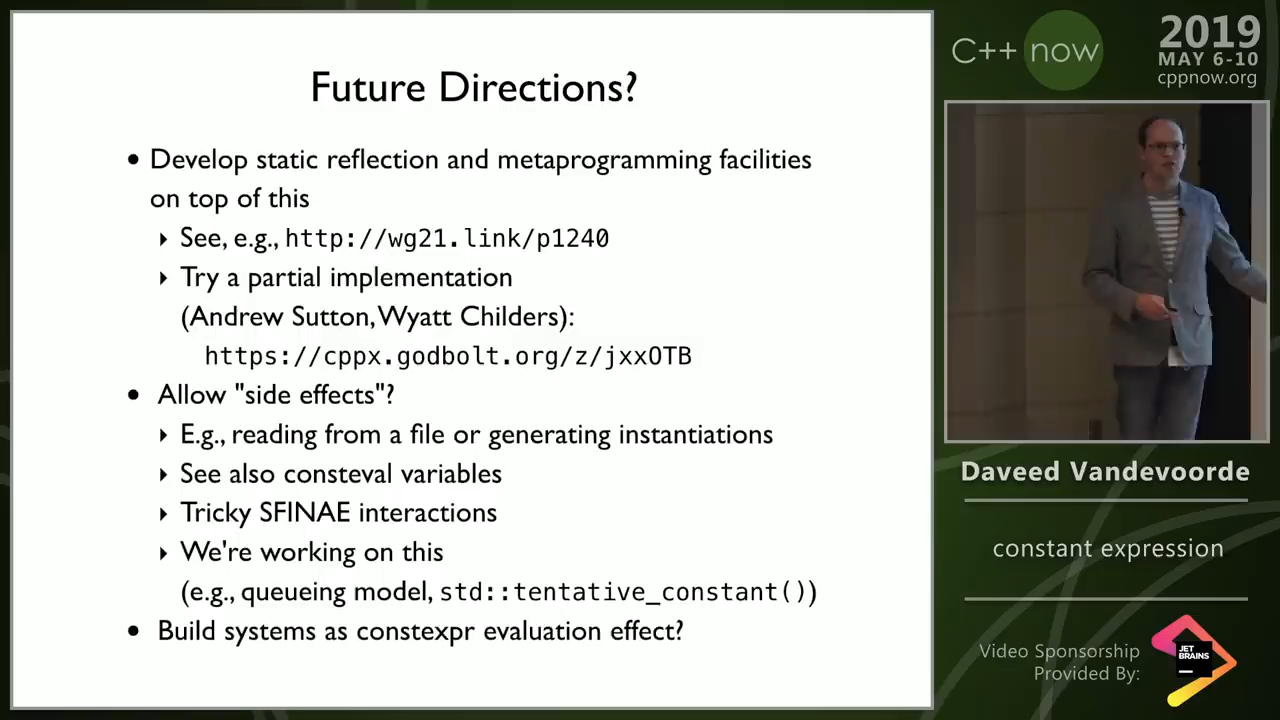 Future Directions?
• Develop static reflection and metaprogramming facilities
on top of this
‣ See, e.g., http://wg21.link/p1240
‣ Try a partial implementation
(Andrew Sutton, Wyatt Childers):
https://cppx.godbolt.org/z/jxxOTB
• Allow "side effects"?
‣ E.g., reading from a file or generating instantiations
‣ See also consteval variables
‣ Tricky SFINAE interactions
‣ We're working on this
(e.g., queueing model, std::tentative_constant())
• Build systems as constexpr evaluation effect?
C++ now
2019
MAY 6-10
cppnow.org
Daveed Vandevoorde
constant expression
Video Sponsorship
Provided By:
JET
BRAINS